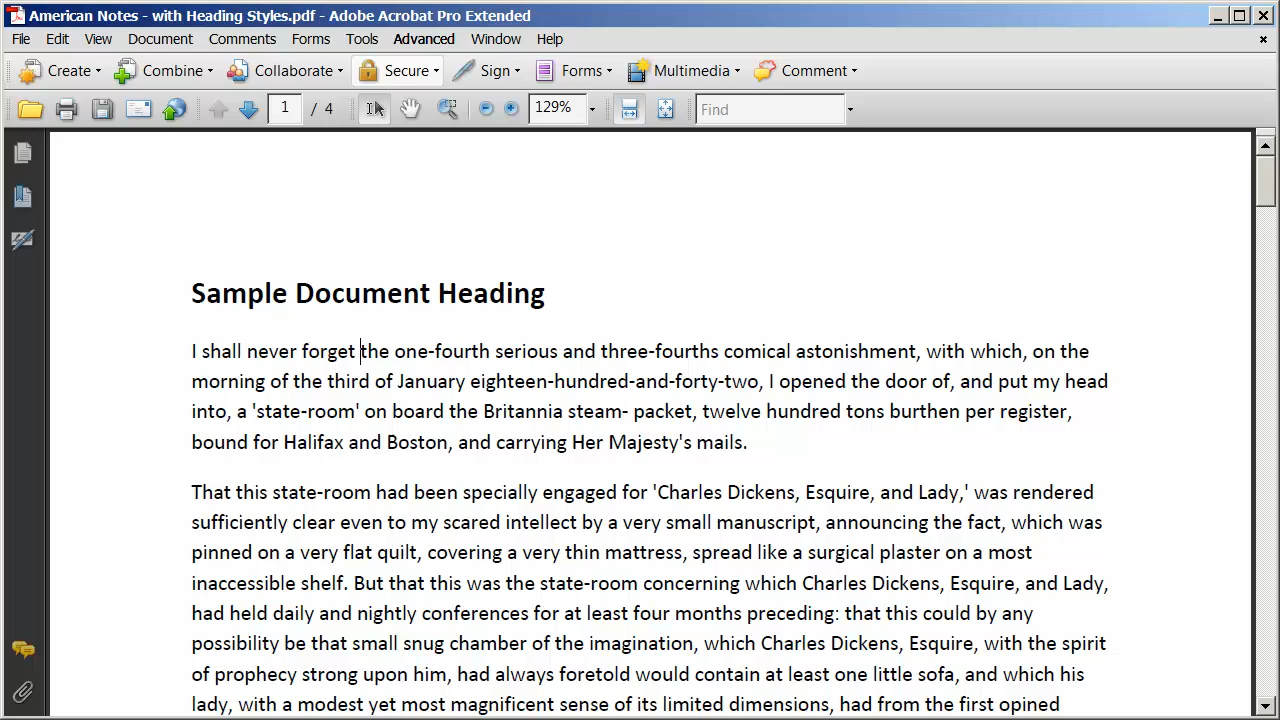 American Notes - with Heading Styles.pdf - Adobe Acrobat Pro Extended
File Edit View Document Comments Forms Tools Advanced Window Help
Create Combine Collaborate Secure Sign Forms Multimedia Comment
1 / 4 129% Find
Sample Document Heading
I shall never forget the one-fourth serious and three-fourths comical astonishment, with which, on the
morning of the third of January eighteen-hundred-and-forty-two, I opened the door of, and put my head
into, a 'state-room' on board the Britannia steam- packet, twelve hundred tons burthen per register,
bound for Halifax and Boston, and carrying Her Majesty's mails.
That this state-room had been specially engaged for 'Charles Dickens, Esquire, and Lady,' was rendered
sufficiently clear even to my scared intellect by a very small manuscript, announcing the fact, which was
pinned on a very flat quilt, covering a very thin mattress, spread like a surgical plaster on a most
inaccessible shelf. But that this was the state-room concerning which Charles Dickens, Esquire, and Lady,
had held daily and nightly conferences for at least four months preceding: that this could by any
possibility be that small snug chamber of the imagination, which Charles Dickens, Esquire, with the spirit
of prophecy strong upon him, had always foretold would contain at least one little sofa, and which his
lady, with a modest yet most magnificent sense of its limited dimensions, had from the first opined